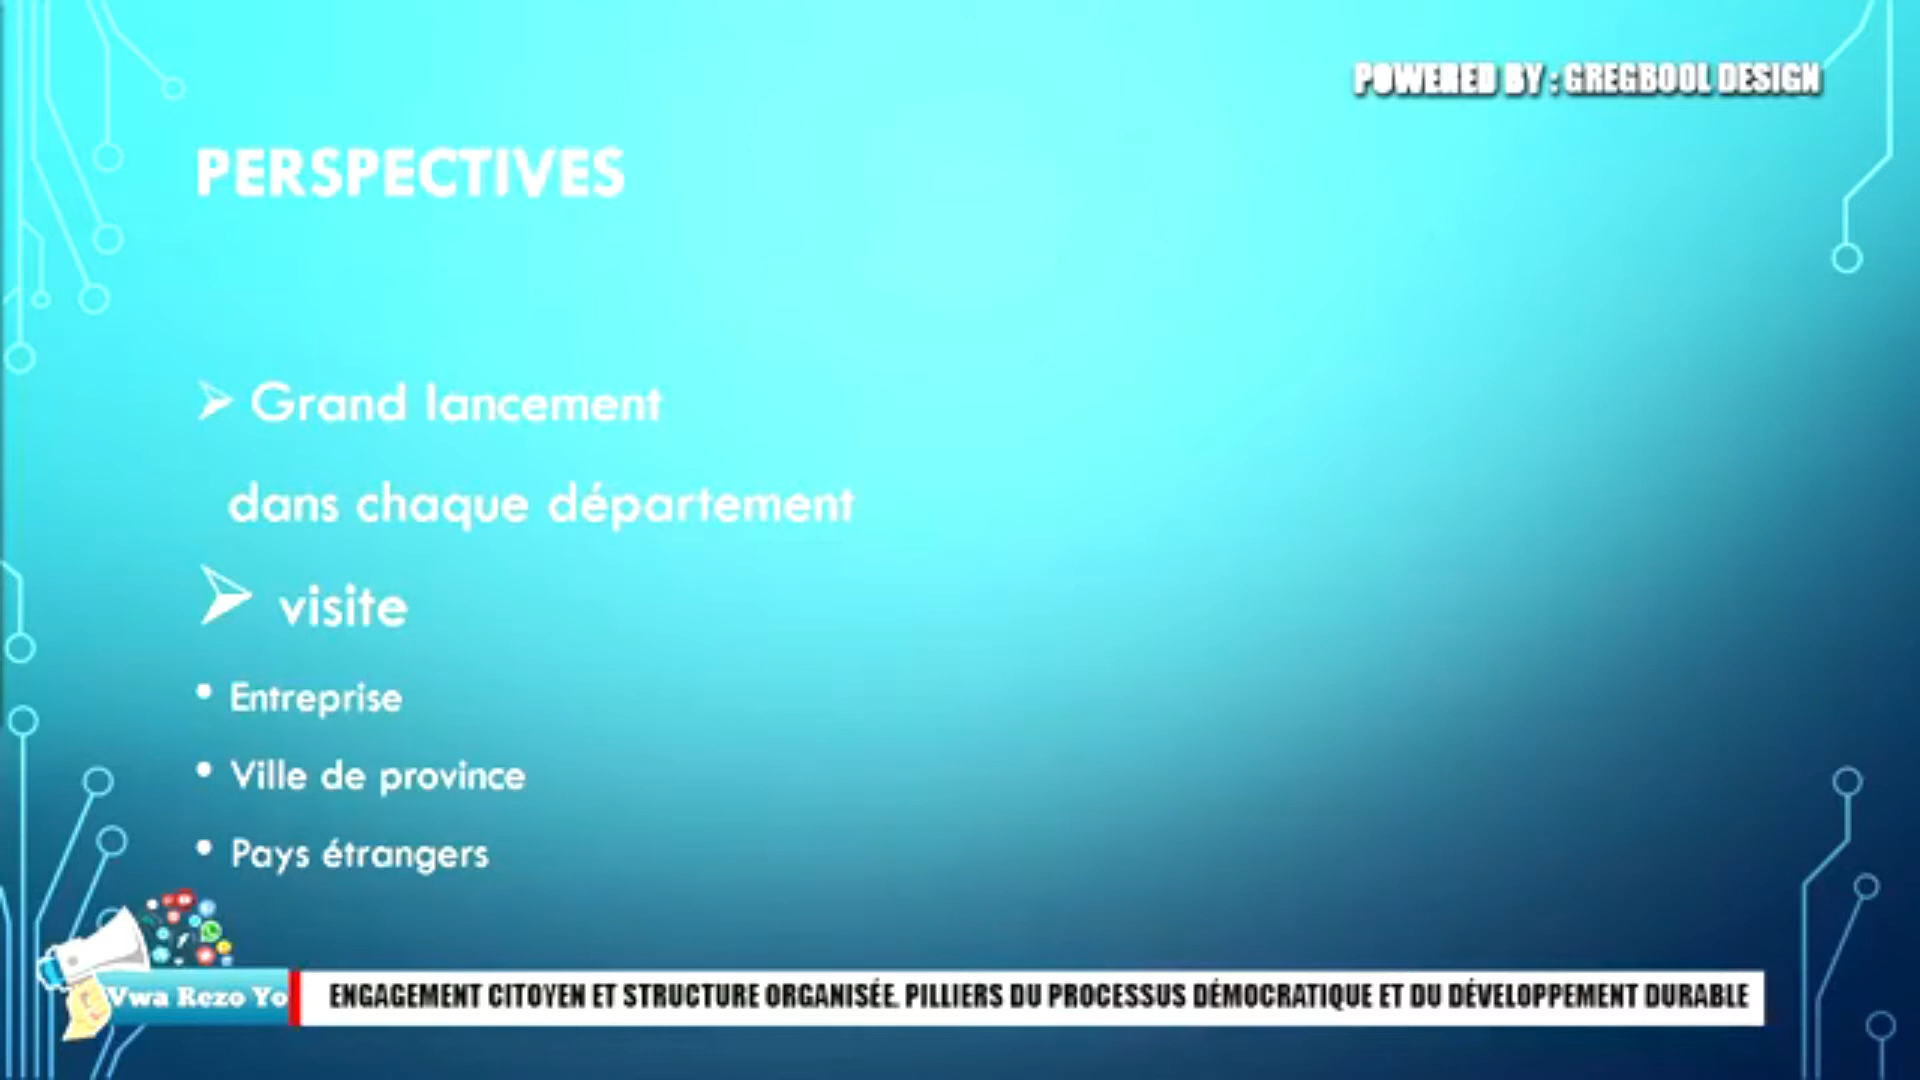 POWERED BY : GREGBOOL DESIGN
PERSPECTIVES
Grand lancement
dans chaque département
visite
Entreprise
Ville de province
Pays étrangers
Vwa Rezo Yo
ENGAGEMENT CITOYEN ET STRUCTURE ORGANISÉE, PILLIERS DU PROCESSUS DÉMOCRATIQUE ET DU DÉVELOPPEMENT DURABLE